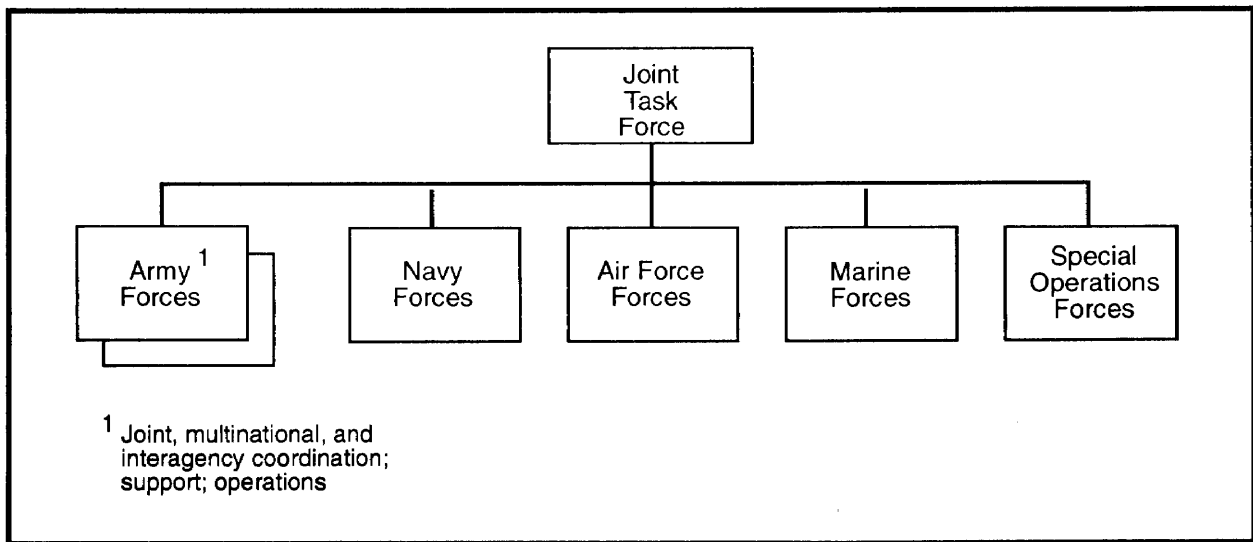 Joint
Task
Force
Army 1
Forces
Navy
Forces
Air Force
Forces
Marine
Forces
Special
Operations
Forces
1 Joint, multinational, and
interagency coordination;
support; operations